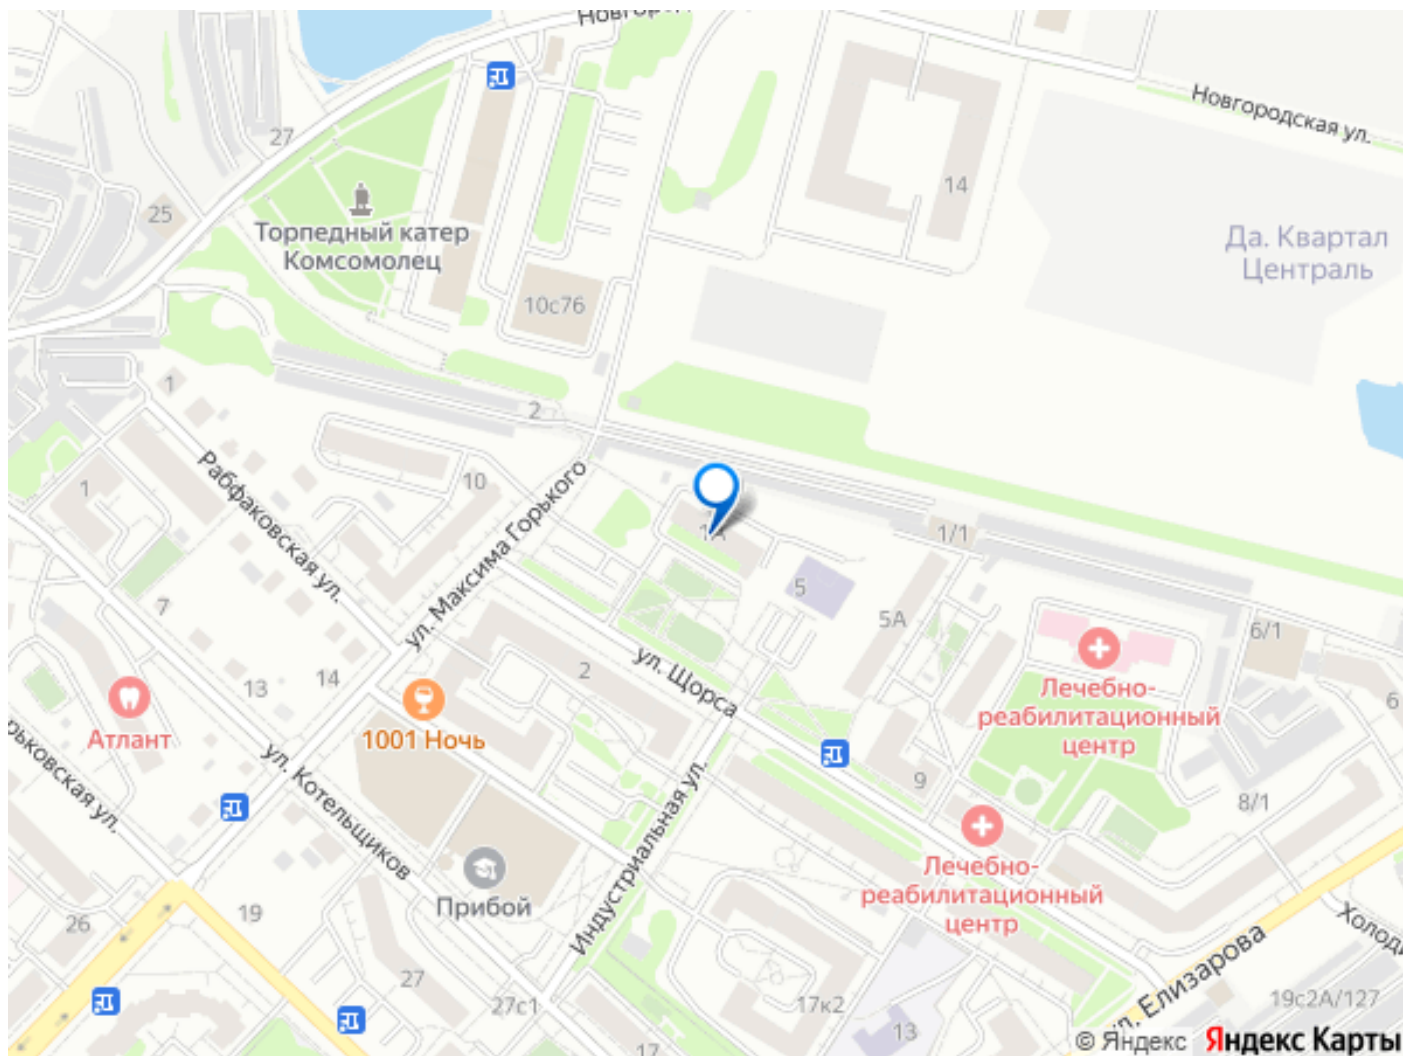 27
Новгородская ул.
14
25
Торпедный катер
Комсомолец
Да. Квартал
Централь
10с76
1
2
Рабфаковская ул.
10
1
ул. Максима Горького
1А
1/1
5
5А
7
6/1
ул. Щорса
2
14
13
Лечебно-
реабилитационный
центр
6
Атлант
1001 Ночь
ул. Котельщиков
9
8/1
Индустриальная ул.
Прибой
Лечебно-
реабилитационный
центр
19
26
27
27с1
17к2
13
17
ул. Елизарова
19с2А/127
© Яндекс Яндекс Карты